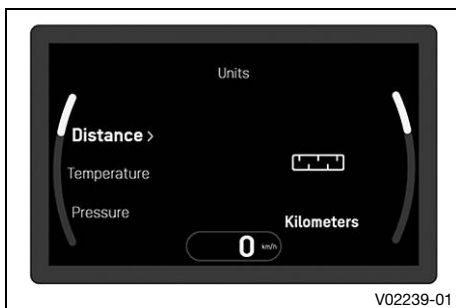 Units
Distance >
Temperature
Pressure
Kilometers
0 km/h
V02239-01